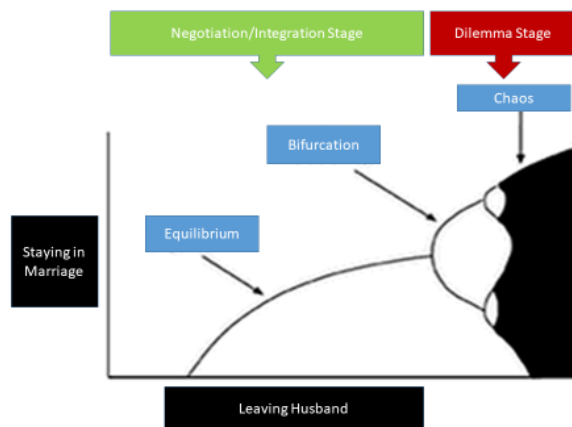 Negotiation/Integration Stage
Dilemma Stage
Chaos
Bifurcation
Equilibrium
Staying in
Marriage
Leaving Husband